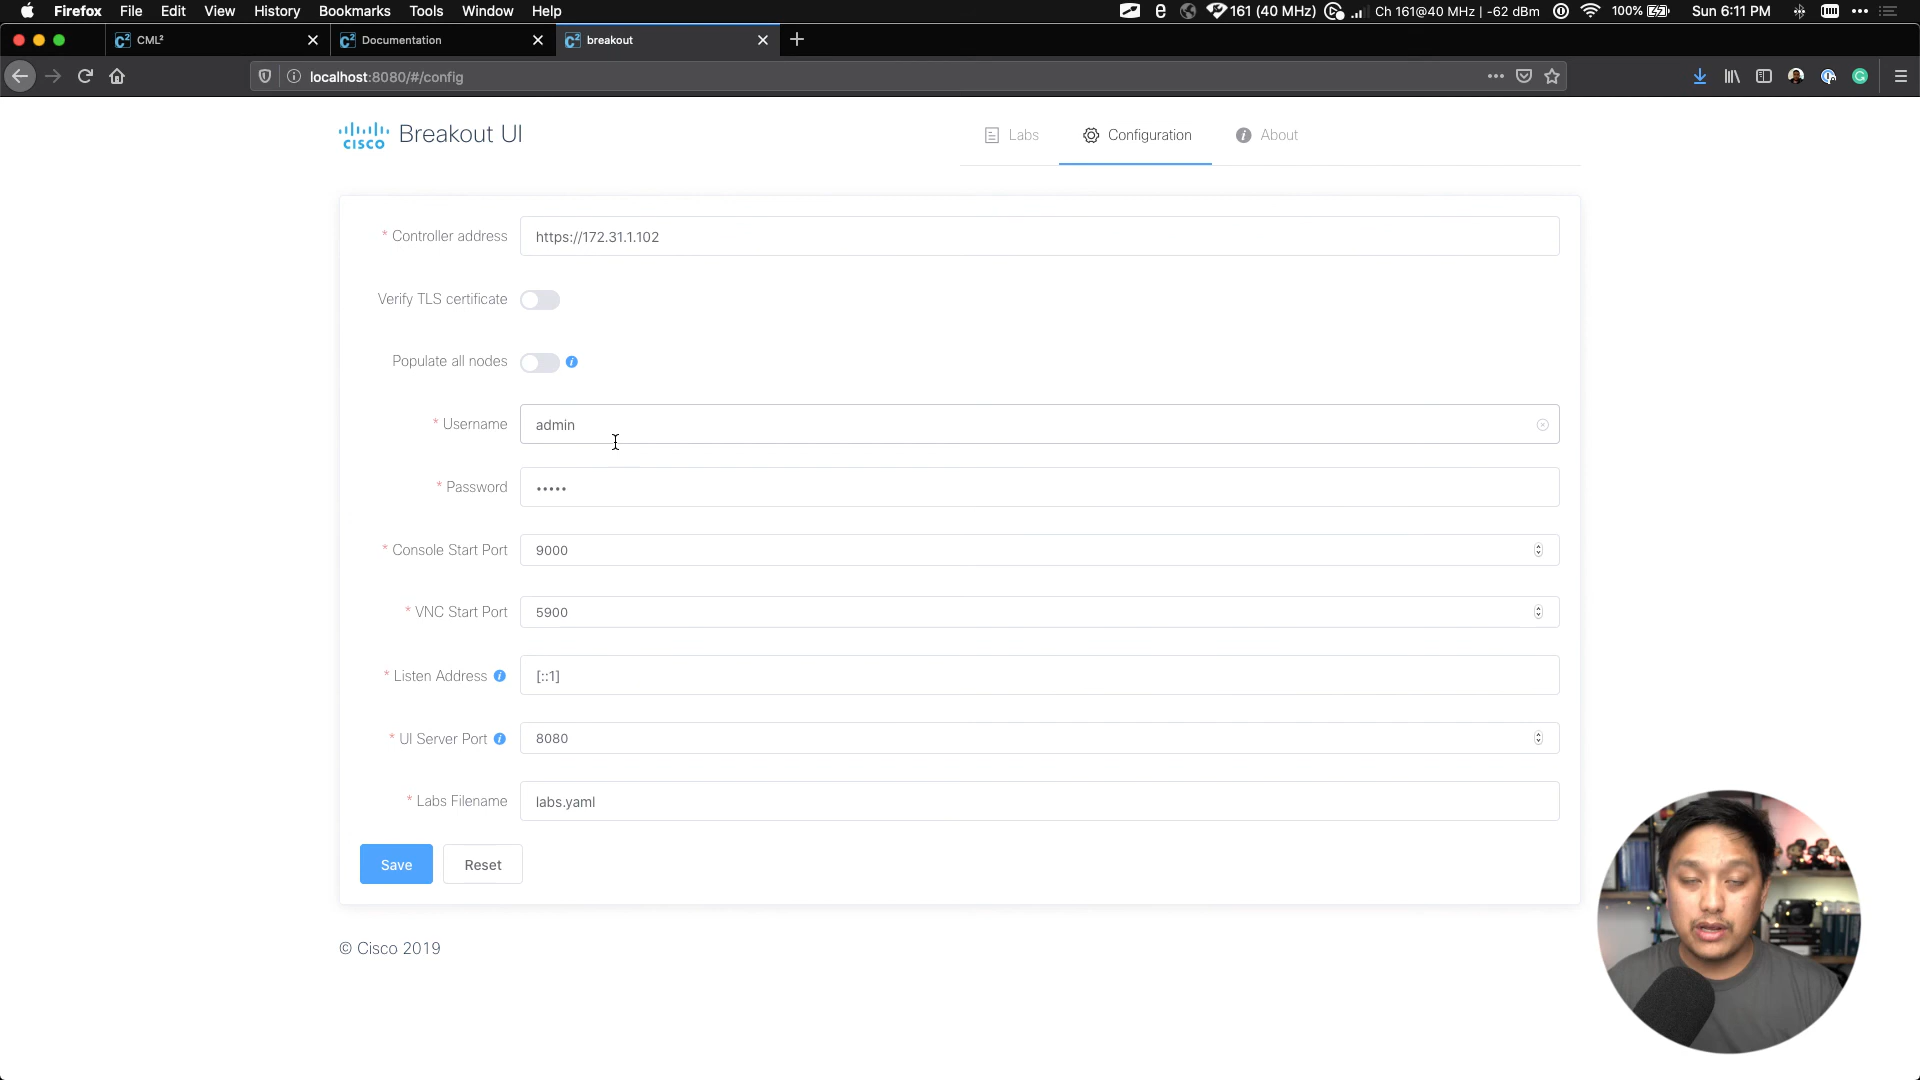 Firefox File Edit View History Bookmarks Tools Window Help 161 (40 MHz) Ch 161@40 MHz | -62 dBm 100% Sun 6:11 PM
CML² Documentation breakout
localhost:8080/#/config
CISCO Breakout UI Labs Configuration About
* Controller address https://172.31.1.102
Verify TLS certificate
Populate all nodes
* Username admin
* Password •••••
* Console Start Port 9000
* VNC Start Port 5900
* Listen Address [::1]
* UI Server Port 8080
* Labs Filename labs.yaml
Save Reset
© Cisco 2019